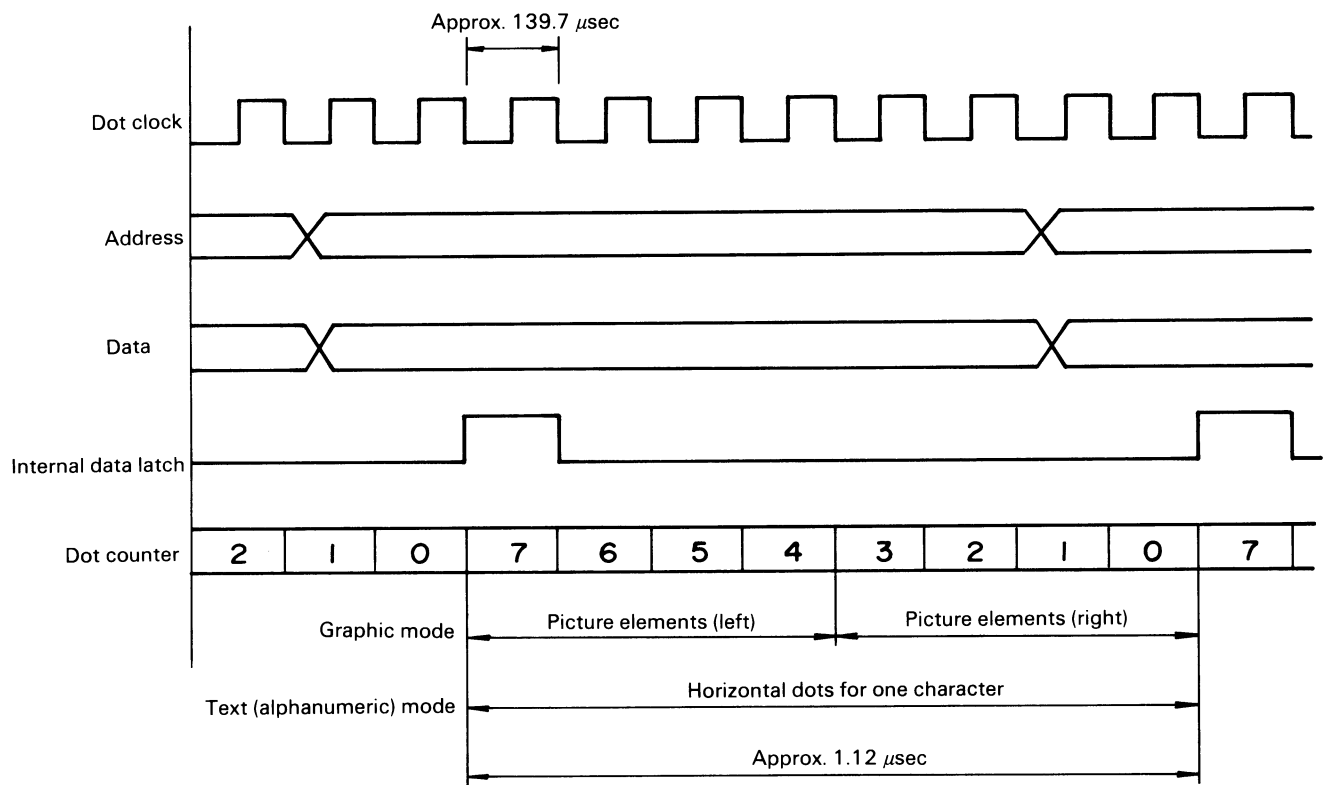 Approx. 139.7 μsec
Dot clock
Address
Data
Internal data latch
Dot counter 2 1 0 7 6 5 4 3 2 1 0 7
Graphic mode Picture elements (left) Picture elements (right)
Text (alphanumeric) mode Horizontal dots for one character
Approx. 1.12 μsec